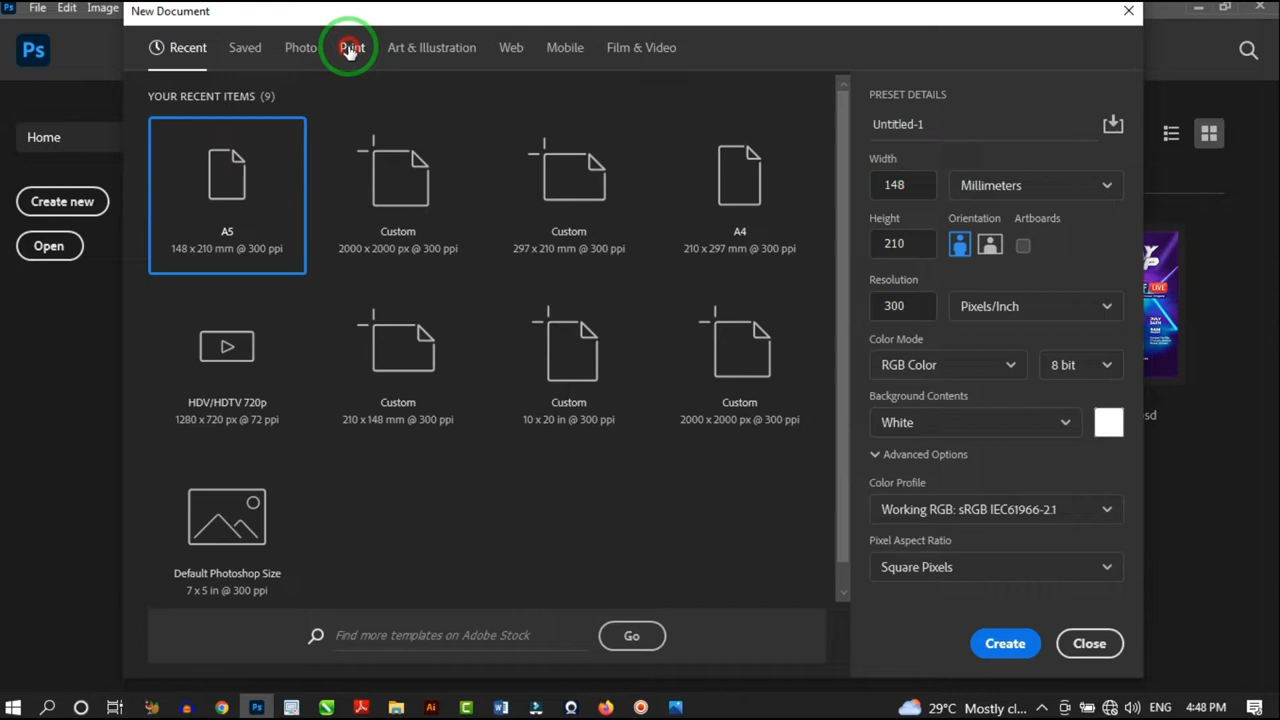 Ps File Edit Image
New Document
Ps
Recent Saved Photo Print Art & Illustration Web Mobile Film & Video
YOUR RECENT ITEMS (9)
A5
148 x 210 mm @ 300 ppi
Custom
2000 x 2000 px @ 300 ppi
Custom
297 x 210 mm @ 300 ppi
A4
210 x 297 mm @ 300 ppi
HDV/HDTV 720p
1280 x 720 px @ 72 ppi
Custom
210 x 148 mm @ 300 ppi
Custom
10 x 20 in @ 300 ppi
Custom
2000 x 2000 px @ 300 ppi
Default Photoshop Size
7 x 5 in @ 300 ppi
Find more templates on Adobe Stock
Go
Home
Create new
Open
PRESET DETAILS
Untitled-1
Width
148 Millimeters
Height Orientation Artboards
210
Resolution
300 Pixels/Inch
Color Mode
RGB Color 8 bit
Background Contents
White
Advanced Options
Color Profile
Working RGB: sRGB IEC61966-2.1
Pixel Aspect Ratio
Square Pixels
Create Close
LIVE
sd
29°C Mostly cl... ENG 4:48 PM